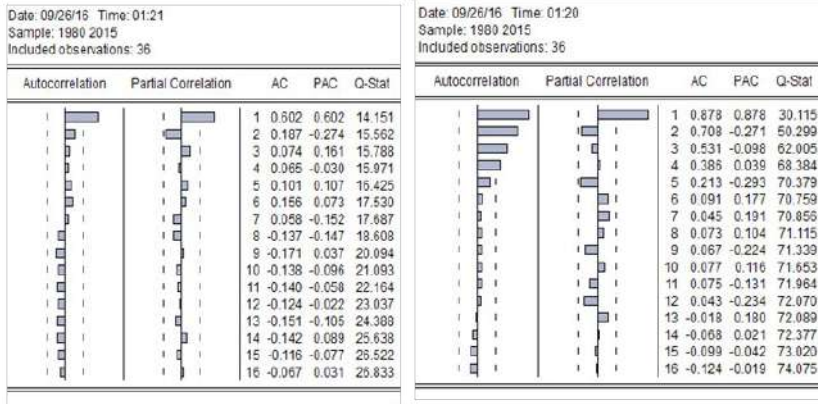 Date: 09/26/16 Time: 01:21
Sample: 1980 2015
Included observations: 36
Autocorrelation Partial Correlation AC PAC Q-Stat
1 0.602 0.602 14.151
2 0.187 -0.274 15.562
3 0.074 0.161 15.788
4 0.065 -0.030 15.971
5 0.101 0.107 16.425
6 0.156 0.073 17.530
7 0.058 -0.152 17.687
8 -0.137 -0.147 18.608
9 -0.171 0.037 20.094
10 -0.138 -0.096 21.093
11 -0.140 -0.058 22.164
12 -0.124 -0.022 23.037
13 -0.151 -0.105 24.388
14 -0.142 0.089 25.638
15 -0.116 -0.077 26.522
16 -0.067 0.031 26.833
Date: 09/26/16 Time: 01:20
Sample: 1980 2015
Included observations: 36
Autocorrelation Partial Correlation AC PAC Q-Stat
1 0.878 0.878 30.115
2 0.708 -0.271 50.299
3 0.531 -0.098 62.005
4 0.386 0.039 68.384
5 0.213 -0.293 70.379
6 0.091 0.177 70.759
7 0.045 0.191 70.856
8 0.073 0.104 71.115
9 0.067 -0.224 71.339
10 0.077 0.116 71.653
11 0.075 -0.131 71.964
12 0.043 -0.234 72.070
13 -0.018 0.180 72.089
14 -0.068 0.021 72.377
15 -0.099 -0.042 73.020
16 -0.124 -0.019 74.075